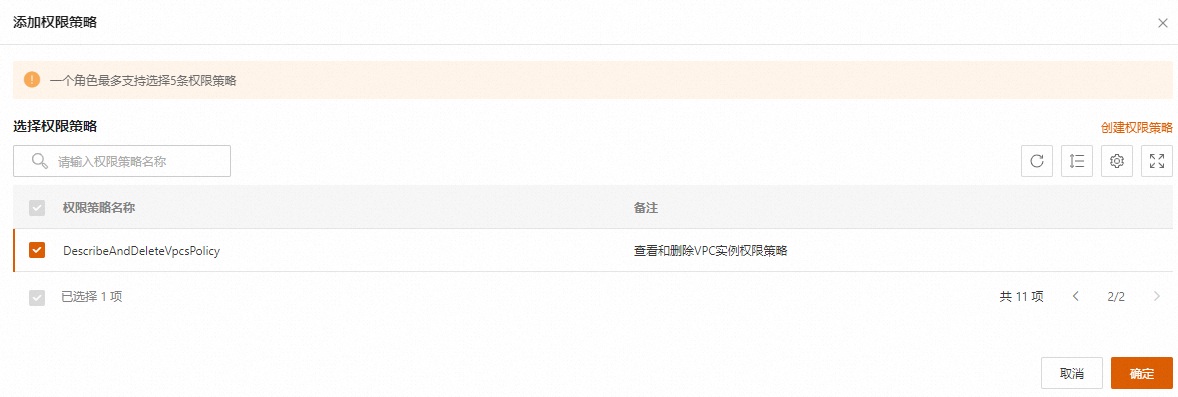 添加权限策略
一个角色最多支持选择5条权限策略
选择权限策略
创建权限策略
请输入权限策略名称
权限策略名称 备注
DescribeAndDeleteVpcsPolicy 查看和删除VPC实例权限策略
已选择 1 项 共 11 项 2/2
取消 确定